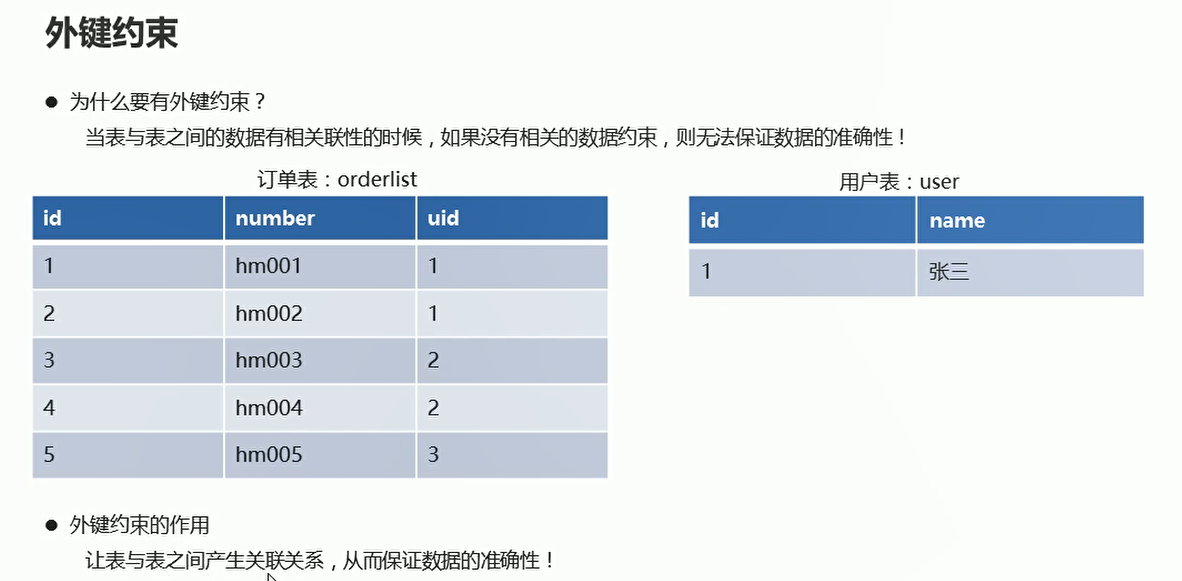 外键约束
● 为什么要有外键约束？
当表与表之间的数据有相关联性的时候，如果没有相关的数据约束，则无法保证数据的准确性！
订单表：orderlist
id number uid
1 hm001 1
2 hm002 1
3 hm003 2
4 hm004 2
5 hm005 3
用户表：user
id name
1 张三
● 外键约束的作用
让表与表之间产生关联关系，从而保证数据的准确性！